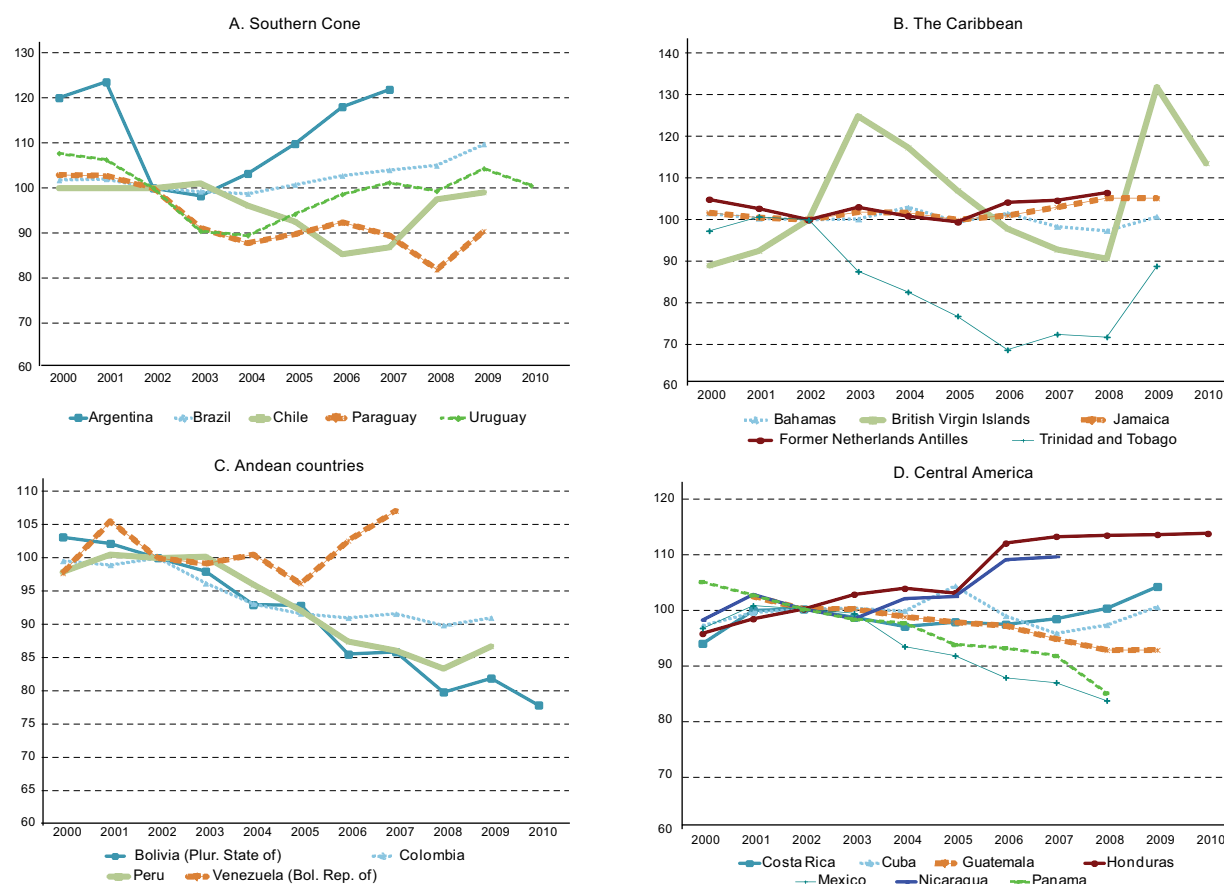 A. Southern Cone
130
120
110
100
90
80
70
60
2000 2001 2002 2003 2004 2005 2006 2007 2008 2009 2010
Argentina Brazil Chile Paraguay Uruguay
B. The Caribbean
140
130
120
110
100
90
80
70
60
2000 2001 2002 2003 2004 2005 2006 2007 2008 2009 2010
Bahamas British Virgin Islands Jamaica
Former Netherlands Antilles Trinidad and Tobago
C. Andean countries
110
105
100
95
90
85
80
75
70
65
60
2000 2001 2002 2003 2004 2005 2006 2007 2008 2009 2010
Bolivia (Plur. State of) Colombia
Peru Venezuela (Bol. Rep. of)
D. Central America
120
110
100
90
80
70
60
2000 2001 2002 2003 2004 2005 2006 2007 2008 2009 2010
Costa Rica Cuba Guatemala Honduras
Mexico Nicaragua Panama